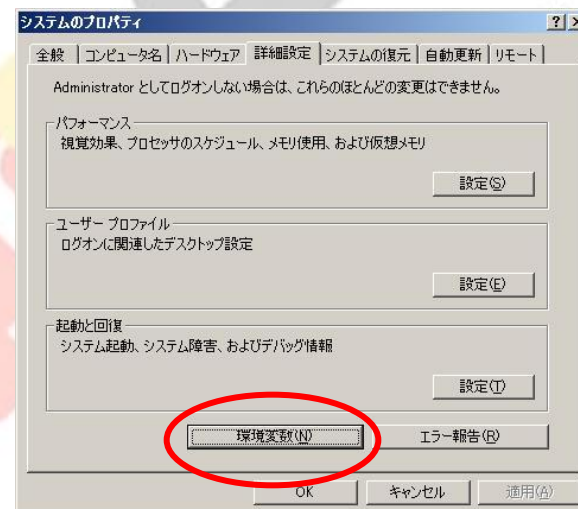 システムのプロパティ
全般 コンピュータ名 ハードウェア 詳細設定 システムの復元 自動更新 リモート
Administrator としてログオンしない場合は、これらのほとんどの変更はできません。
パフォーマンス
視覚効果、プロセッサのスケジュール、メモリ使用、および仮想メモリ
設定(S)
ユーザー プロファイル
ログオンに関連したデスクトップ設定
設定(E)
起動と回復
システム起動、システム障害、およびデバッグ情報
設定(T)
環境変数(N) エラー報告(R)
OK キャンセル 適用(A)